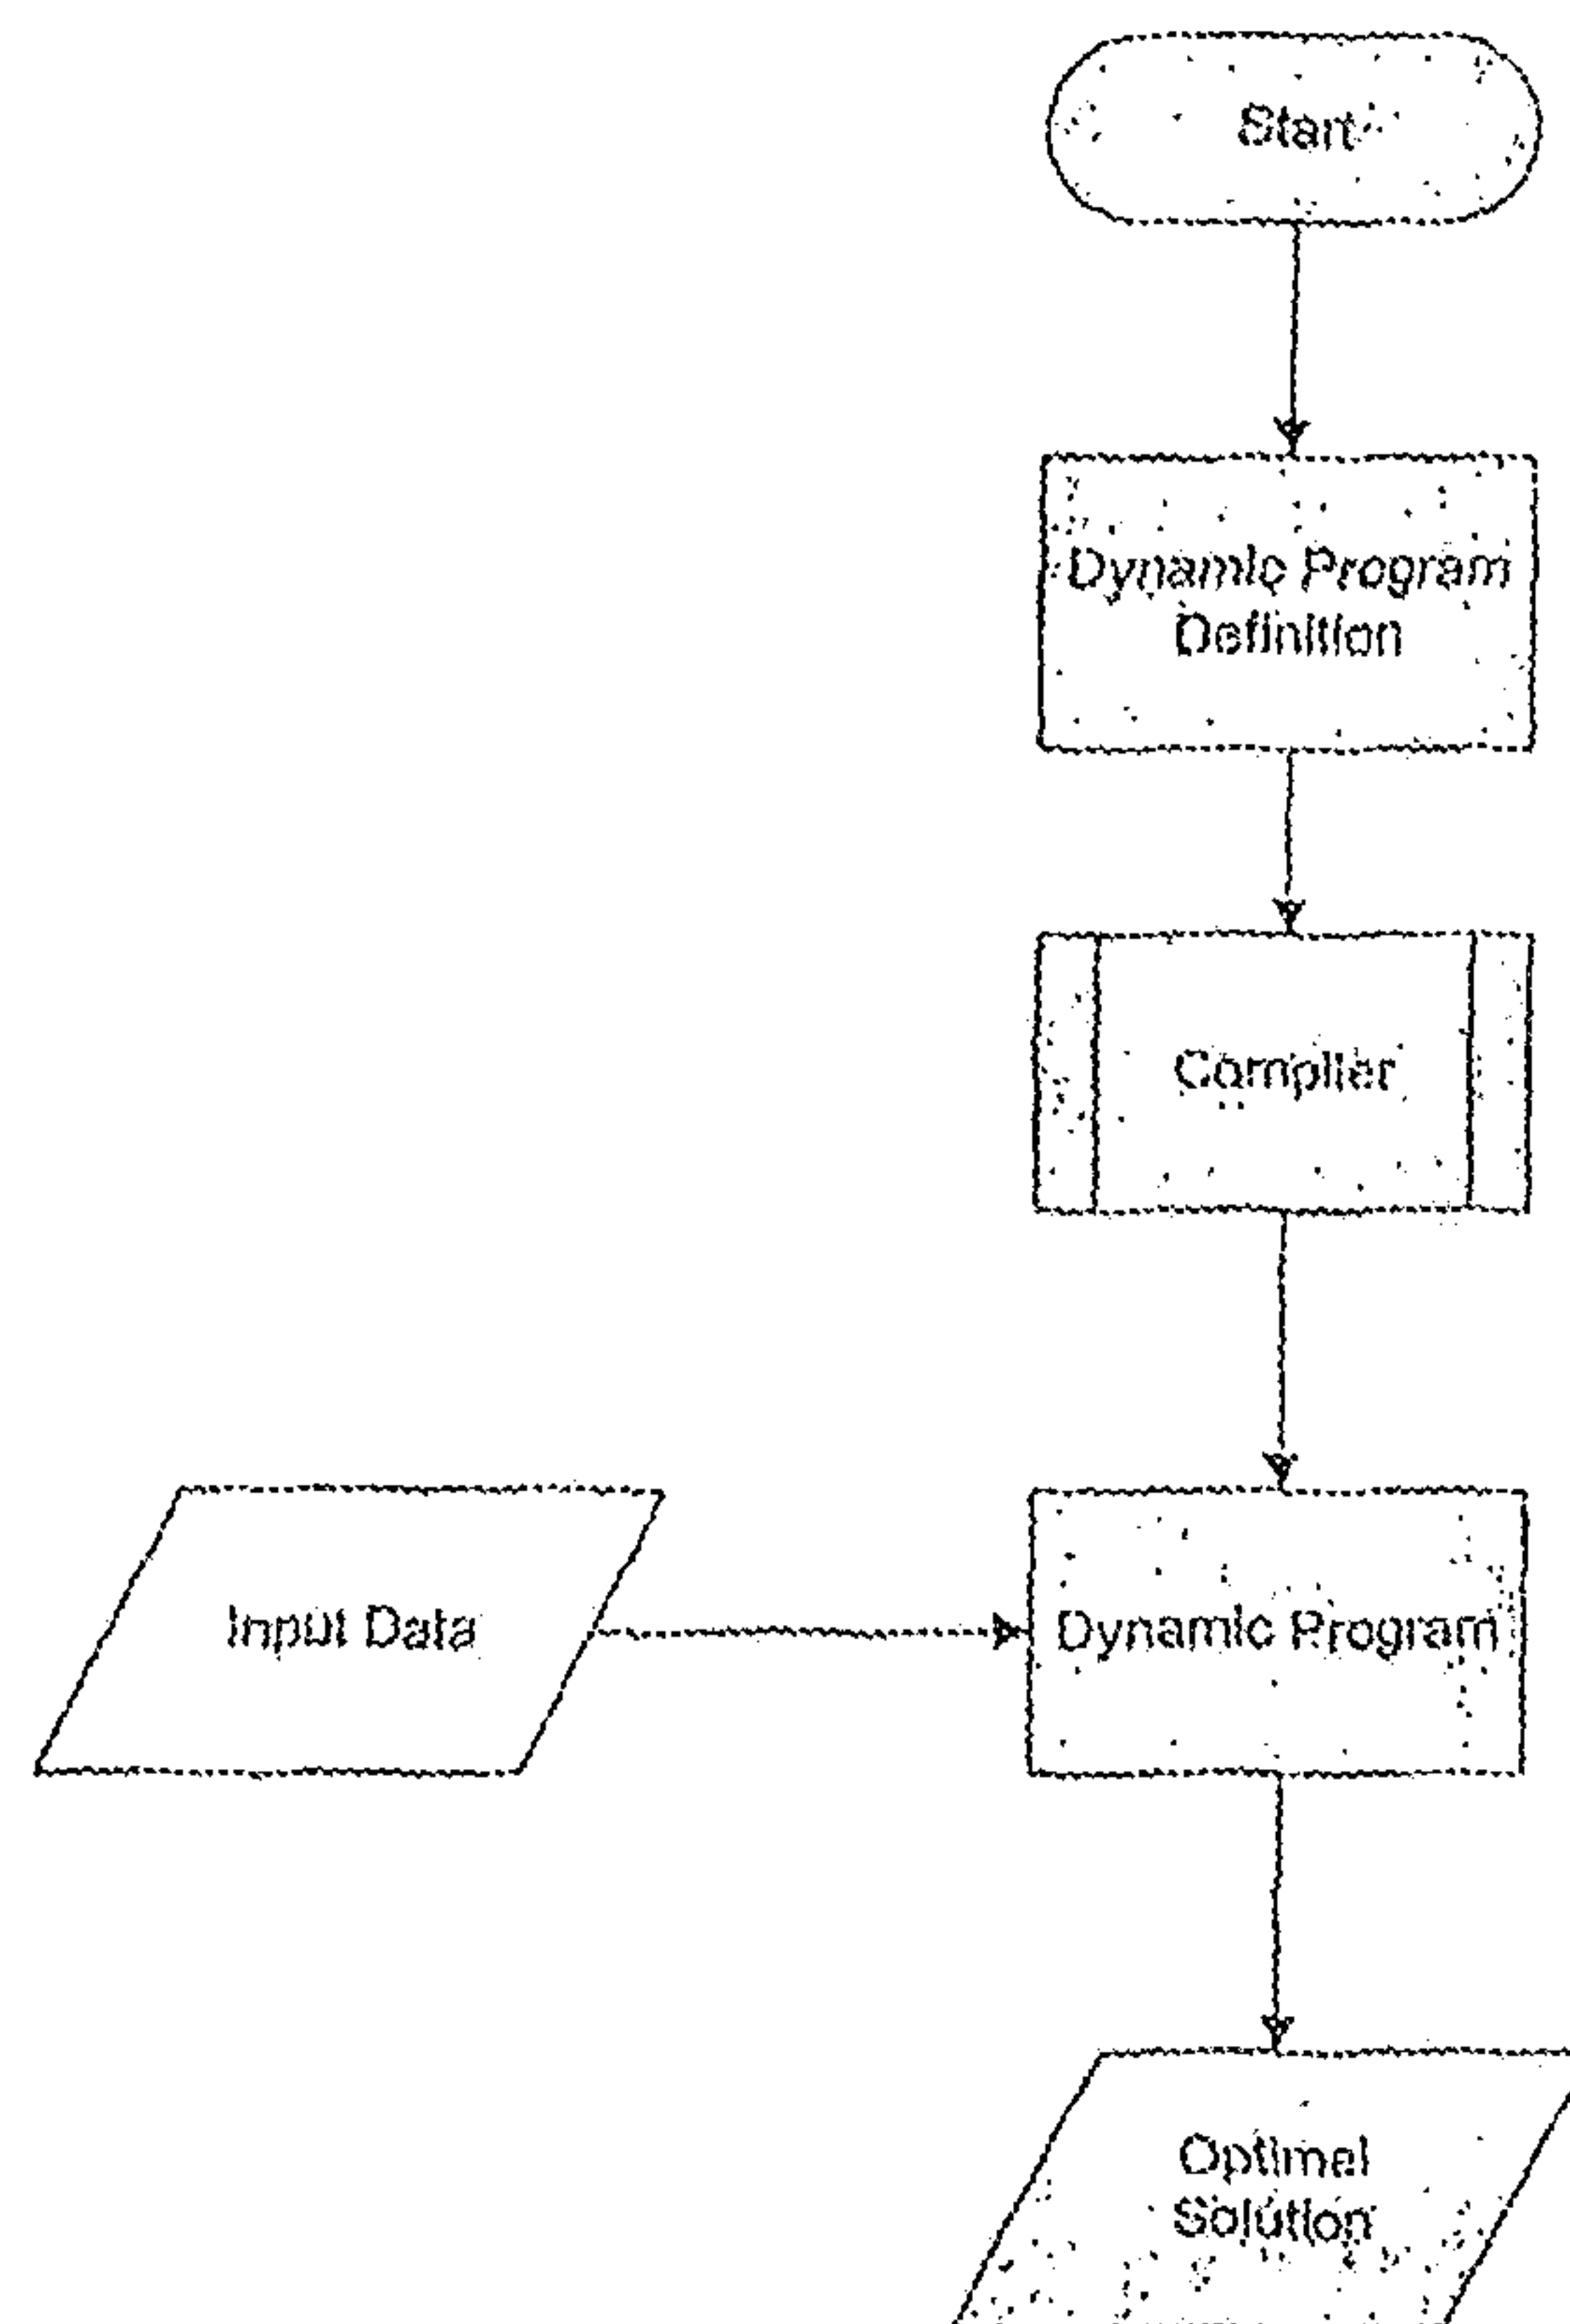 Start
Dynamic Program
Definition
Compiler
Input Data
Dynamic Program
Optimal
Solution